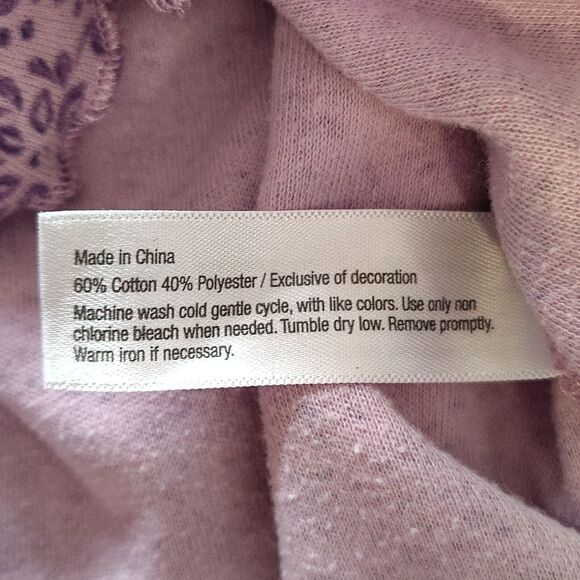 Made in China
60% Cotton 40% Polyester / Exclusive of decoration
Machine wash cold gentle cycle, with like colors. Use only non
chlorine bleach when needed. Tumble dry low. Remove promptly.
Warm iron if necessary.